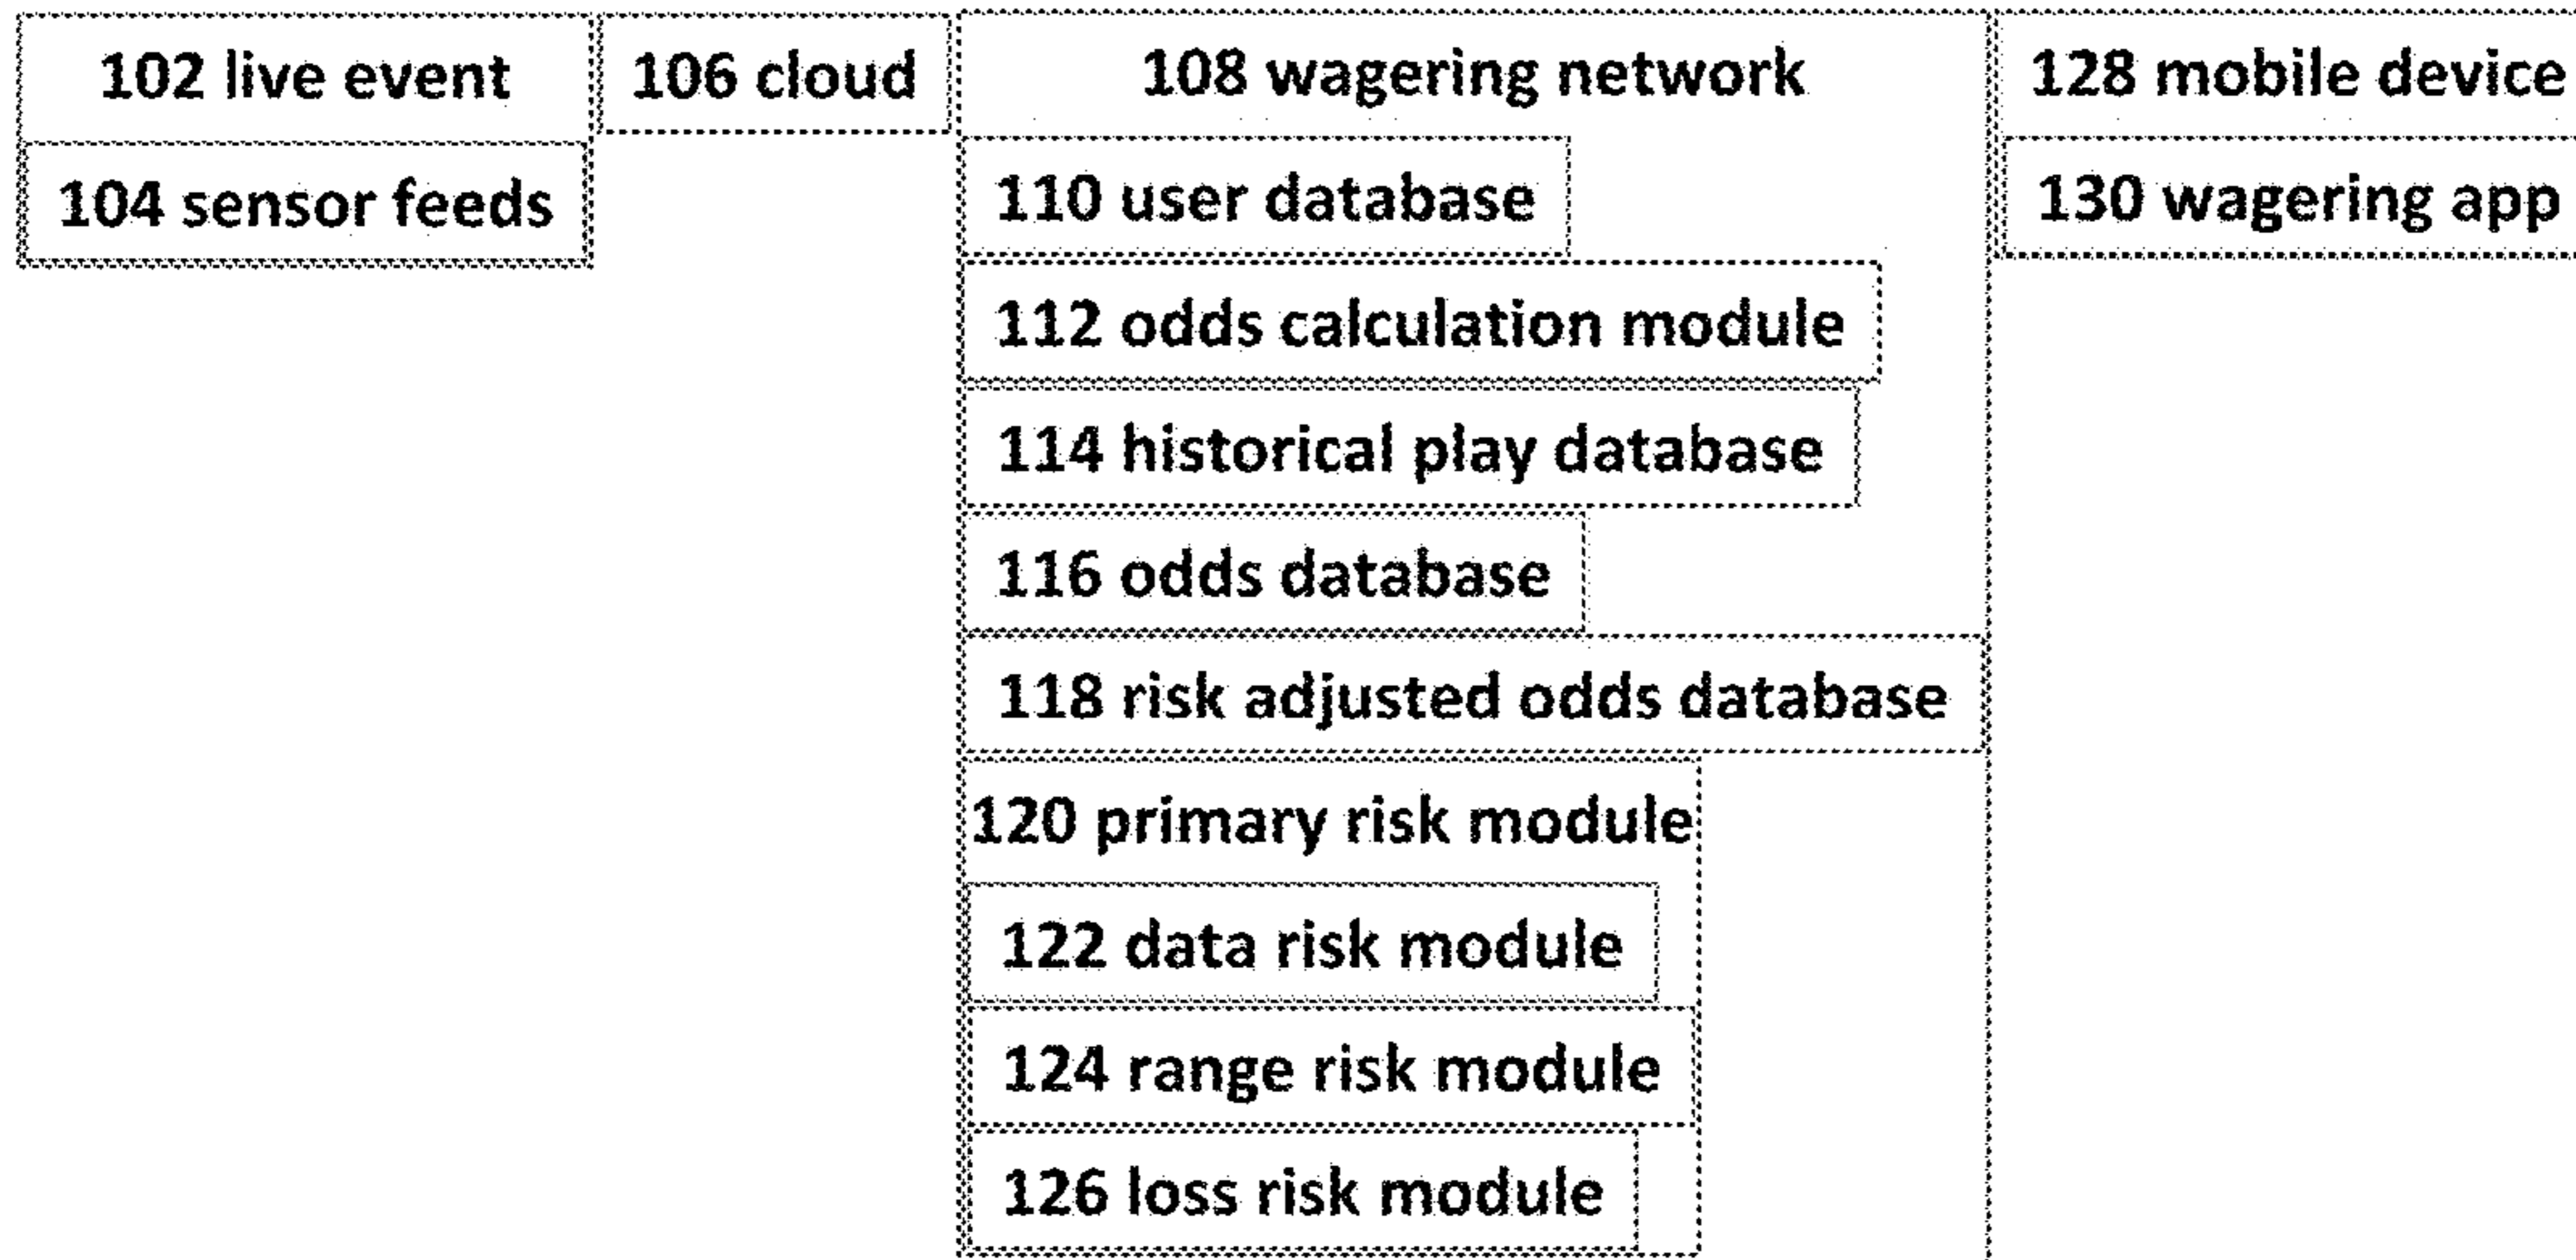 102 live event
104 sensor feeds
106 cloud
108 wagering network
110 user database
112 odds calculation module
114 historical play database
116 odds database
118 risk adjusted odds database
120 primary risk module
122 data risk module
124 range risk module
126 loss risk module
128 mobile device
130 wagering app